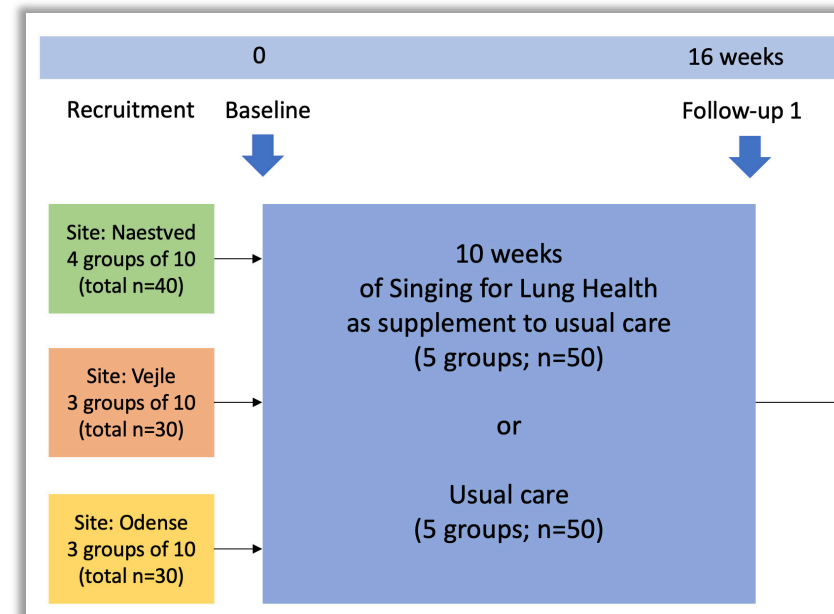 0
16 weeks
Recruitment
Baseline
Follow-up 1
Site: Naestved
4 groups of 10
(total n=40)
Site: Vejle
3 groups of 10
(total n=30)
Site: Odense
3 groups of 10
(total n=30)
10 weeks
of Singing for Lung Health
as supplement to usual care
(5 groups; n=50)
or
Usual care
(5 groups; n=50)